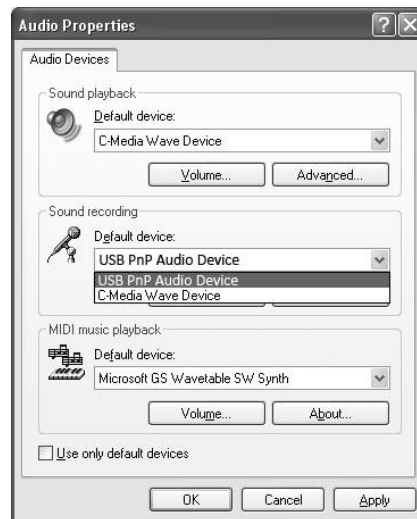 Audio Properties
Audio Devices
Sound playback
Default device:
C-Media Wave Device
Volume... Advanced...
Sound recording
Default device:
USB PnP Audio Device
USB PnP Audio Device
C-Media Wave Device
MIDI music playback
Default device:
Microsoft GS Wavetable SW Synth
Volume... About...
Use only default devices
OK Cancel Apply